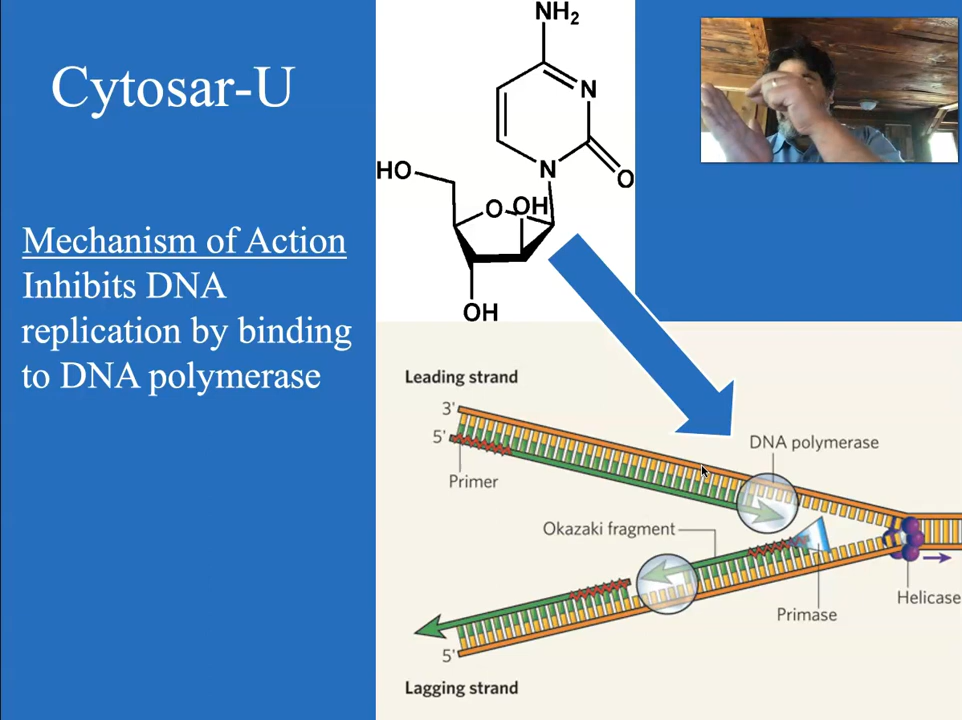 Cytosar-U
Mechanism of Action
Inhibits DNA
replication by binding
to DNA polymerase
NH2
N
N
O
HO
O
OH
OH
Leading strand
3'
5'
Primer
DNA polymerase
Okazaki fragment
Primase
Helicase
5'
Lagging strand